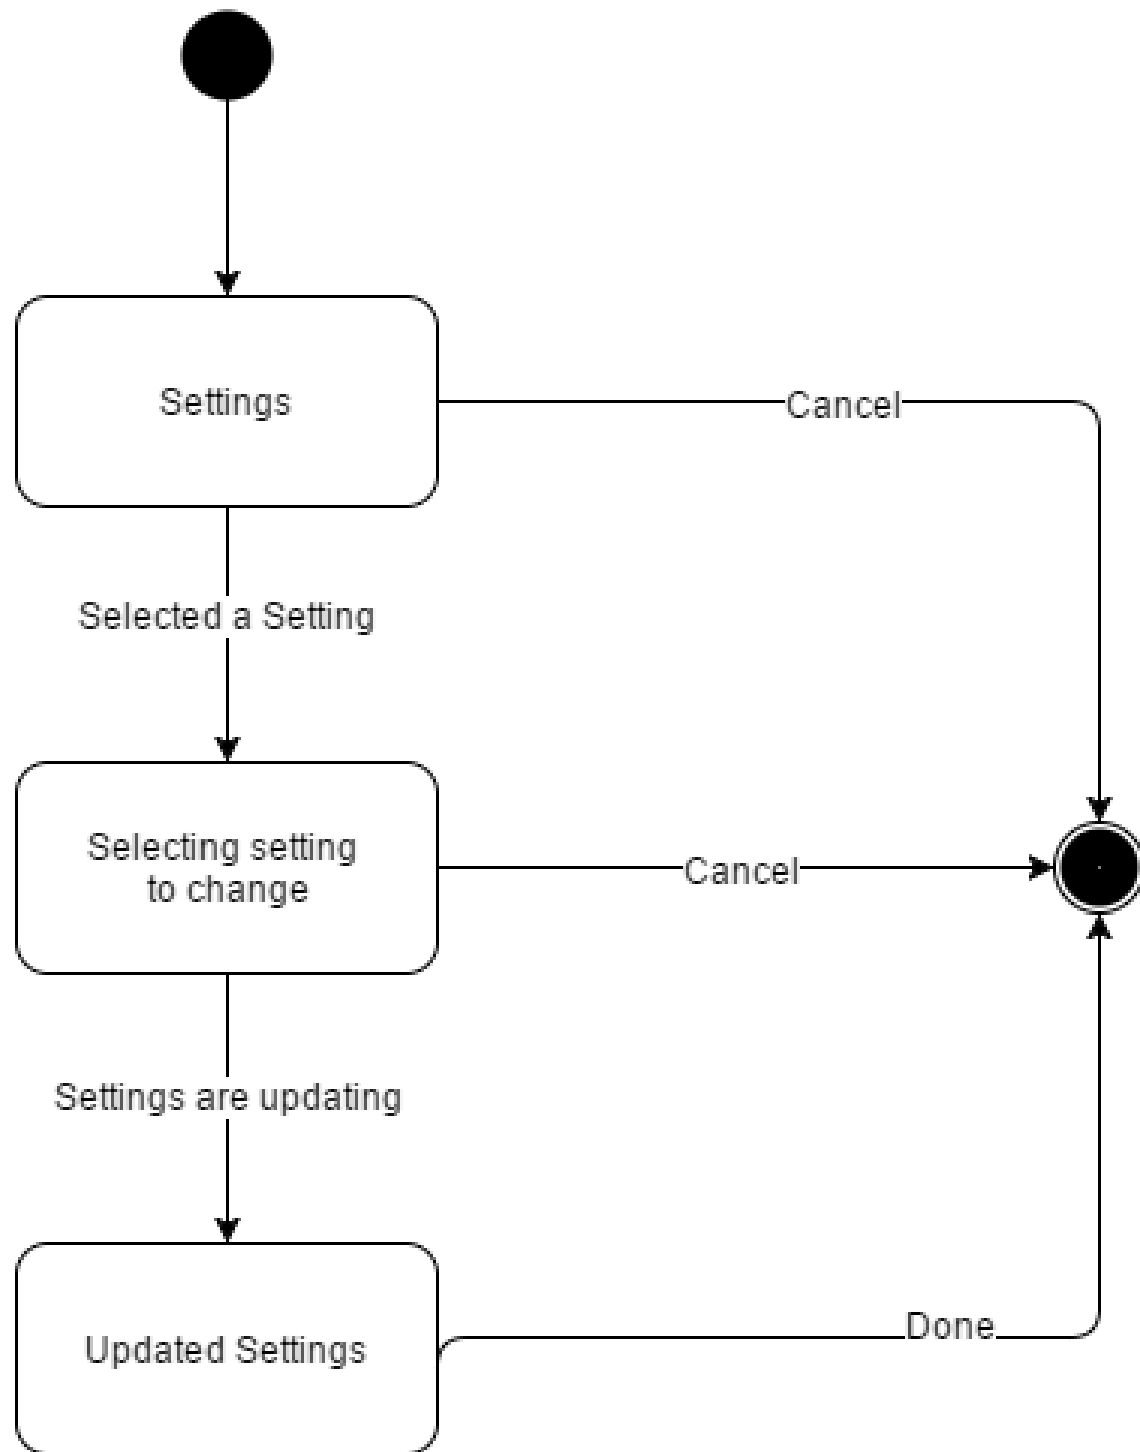 Settings
Cancel
Selected a Setting
Selecting setting
to change
Cancel
Settings are updating
Done
Updated Settings